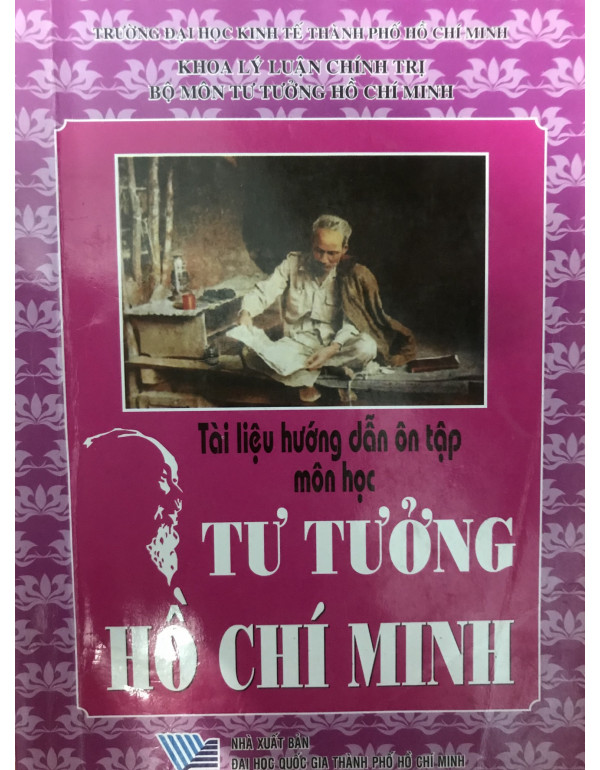 TRƯỜNG ĐẠI HỌC KINH TẾ THÀNH PHỐ HỒ CHÍ MINH
KHOA LÝ LUẬN CHÍNH TRỊ
BỘ MÔN TƯ TƯỞNG HỒ CHÍ MINH
Tài liệu hướng dẫn ôn tập
môn học
TƯ TƯỞNG
HỒ CHÍ MINH
NHÀ XUẤT BẢN
ĐẠI HỌC QUỐC GIA THÀNH PHỐ HỒ CHÍ MINH